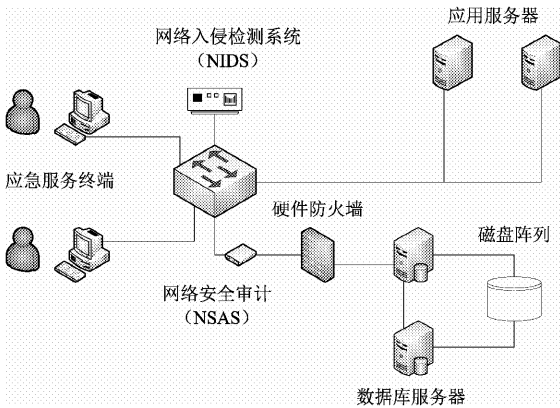 应用服务器
网络入侵检测系统
（NIDS）
应急服务终端
硬件防火墙
磁盘阵列
网络安全审计
（NSAS）
数据库服务器